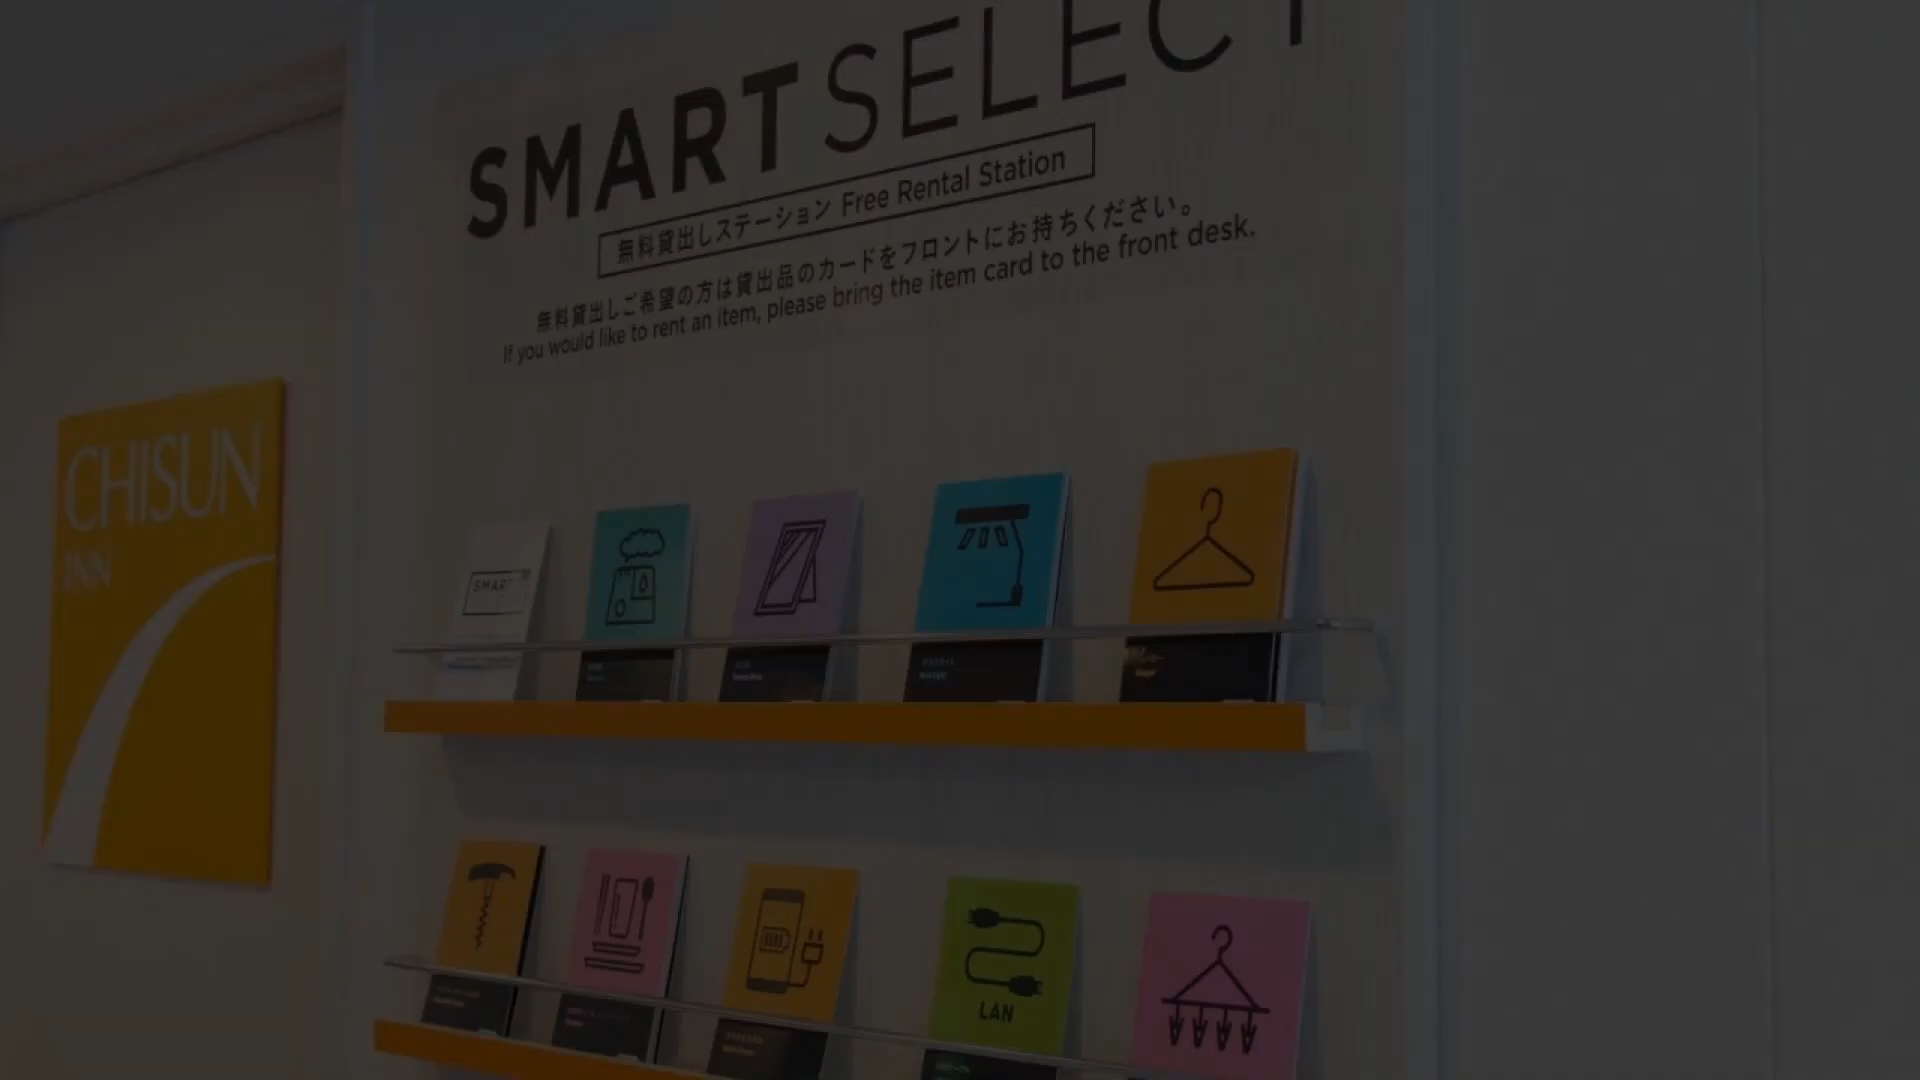 SMART SELECT
無料貸出しステーション Free Rental Station
無料貸出しご希望の方は貸出品のカードをフロントにお持ちください。
If you would like to rent an item, please bring the item card to the front desk.
CHISUN
INN
SMART
LAN